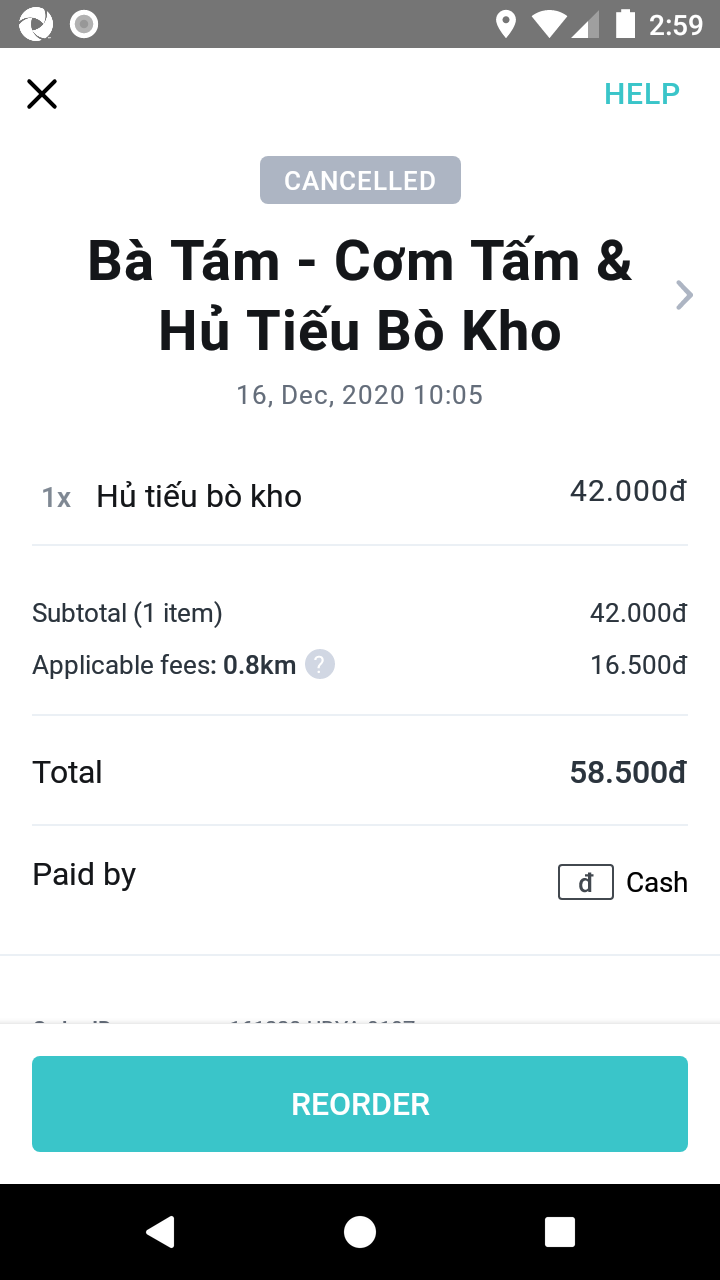 2:59
HELP
CANCELLED
Bà Tám - Cơm Tấm &
Hủ Tiếu Bò Kho
16, Dec, 2020 10:05
1x Hủ tiếu bò kho 42.000đ
Subtotal (1 item) 42.000đ
Applicable fees: 0.8km ? 16.500đ
Total 58.500đ
Paid by đ Cash
REORDER